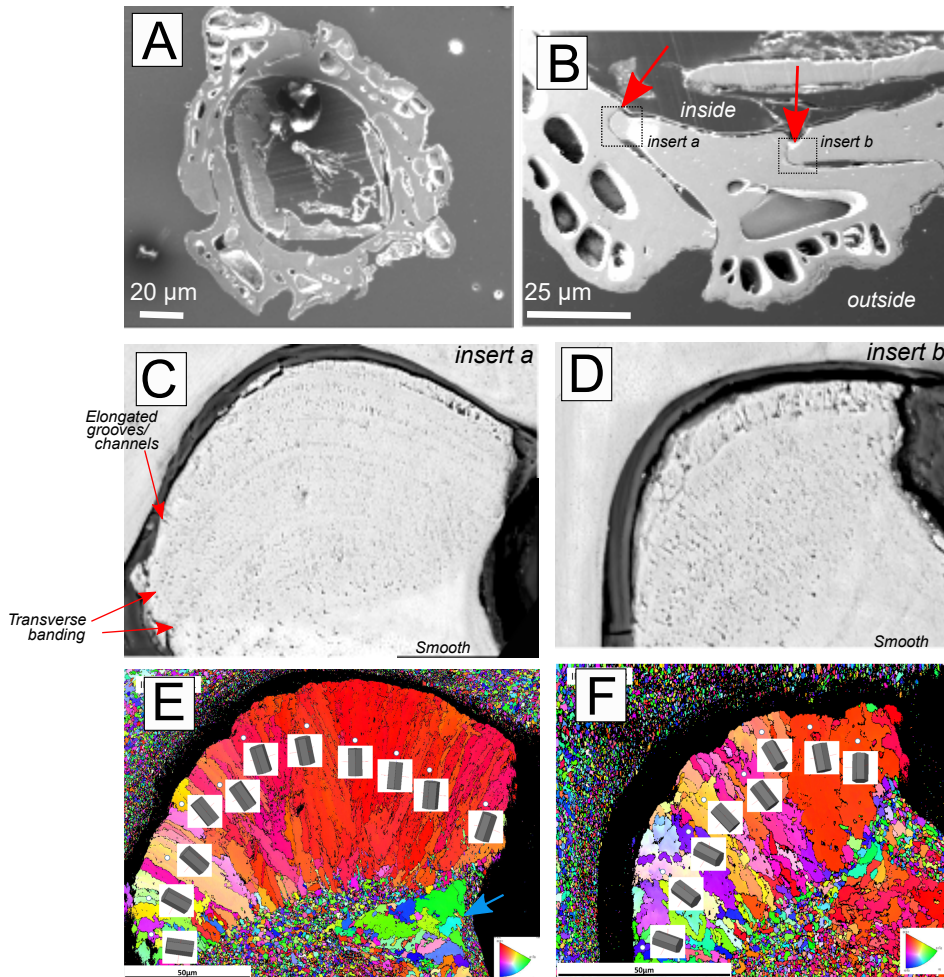 A
20 µm
B
inside
insert a
insert b
25 µm
outside
C
insert a
Elongated
grooves/
channels
Transverse
banding
Smooth
D
insert b
Smooth
E
50µm
F
50µm